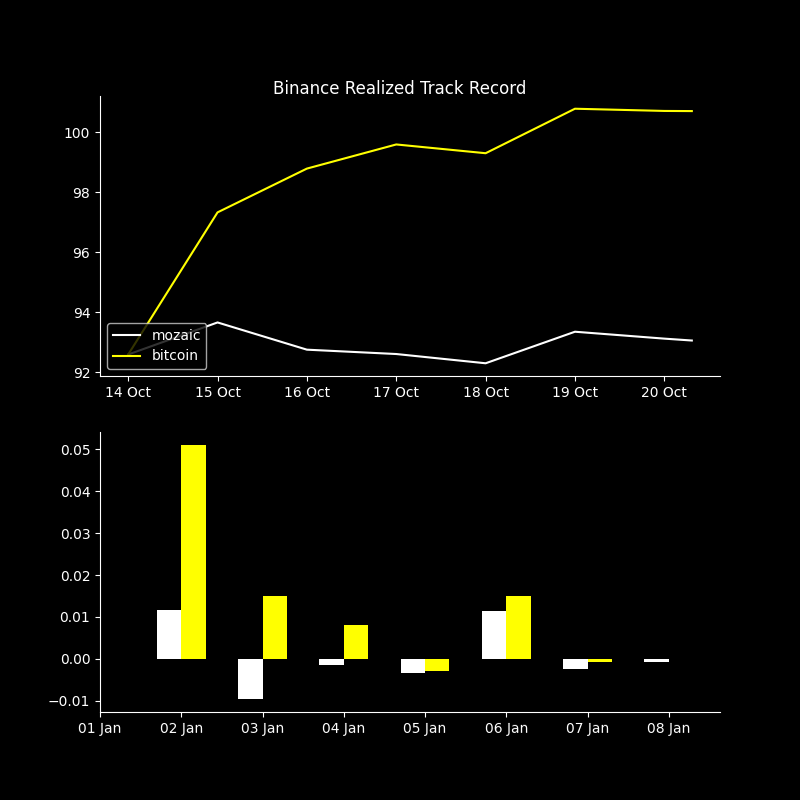 Binance Realized Track Record
100
98
96
94
92
mozaic
bitcoin
14 Oct 15 Oct 16 Oct 17 Oct 18 Oct 19 Oct 20 Oct
0.05
0.04
0.03
0.02
0.01
0.00
−0.01
01 Jan 02 Jan 03 Jan 04 Jan 05 Jan 06 Jan 07 Jan 08 Jan